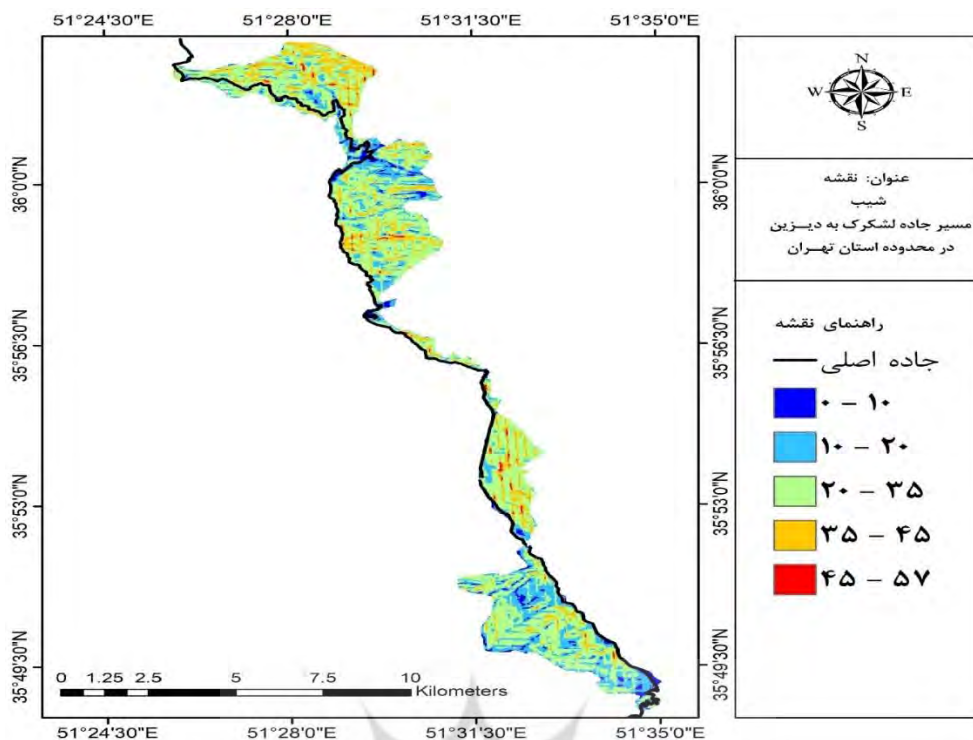 51°24'30"E 51°28'0"E 51°31'30"E 51°35'0"E
36°0'0"N
35°56'30"N
35°53'0"N
35°49'30"N
36°0'0"N
35°56'30"N
35°53'0"N
35°49'30"N
0 1.25 2.5 5 7.5 10
Kilometers
51°24'30"E 51°28'0"E 51°31'30"E 51°35'0"E
N
W E
S
عنوان: نقشه
شیب
مسیر جاده لشکرک به دیــزین
در محدوده استان تهــران
راهنمای نقشه
جاده اصلی
۰ - ۱۰
۱۰ - ۲۰
۲۰ - ۳۵
۳۵ - ۴۵
۴۵ - ۵۷